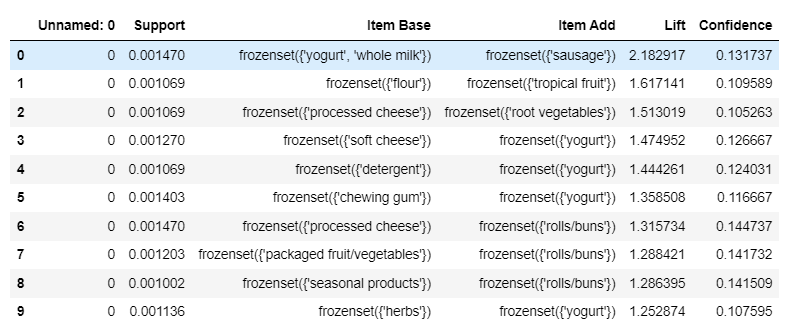 Unnamed: 0 Support Item Base Item Add Lift Confidence
0 0 0.001470 frozenset({'yogurt', 'whole milk'}) frozenset({'sausage'}) 2.182917 0.131737
1 0 0.001069 frozenset({'flour'}) frozenset({'tropical fruit'}) 1.617141 0.109589
2 0 0.001069 frozenset({'processed cheese'}) frozenset({'root vegetables'}) 1.513019 0.105263
3 0 0.001270 frozenset({'soft cheese'}) frozenset({'yogurt'}) 1.474952 0.126667
4 0 0.001069 frozenset({'detergent'}) frozenset({'yogurt'}) 1.444261 0.124031
5 0 0.001403 frozenset({'chewing gum'}) frozenset({'yogurt'}) 1.358508 0.116667
6 0 0.001470 frozenset({'processed cheese'}) frozenset({'rolls/buns'}) 1.315734 0.144737
7 0 0.001203 frozenset({'packaged fruit/vegetables'}) frozenset({'rolls/buns'}) 1.288421 0.141732
8 0 0.001002 frozenset({'seasonal products'}) frozenset({'rolls/buns'}) 1.286395 0.141509
9 0 0.001136 frozenset({'herbs'}) frozenset({'yogurt'}) 1.252874 0.107595